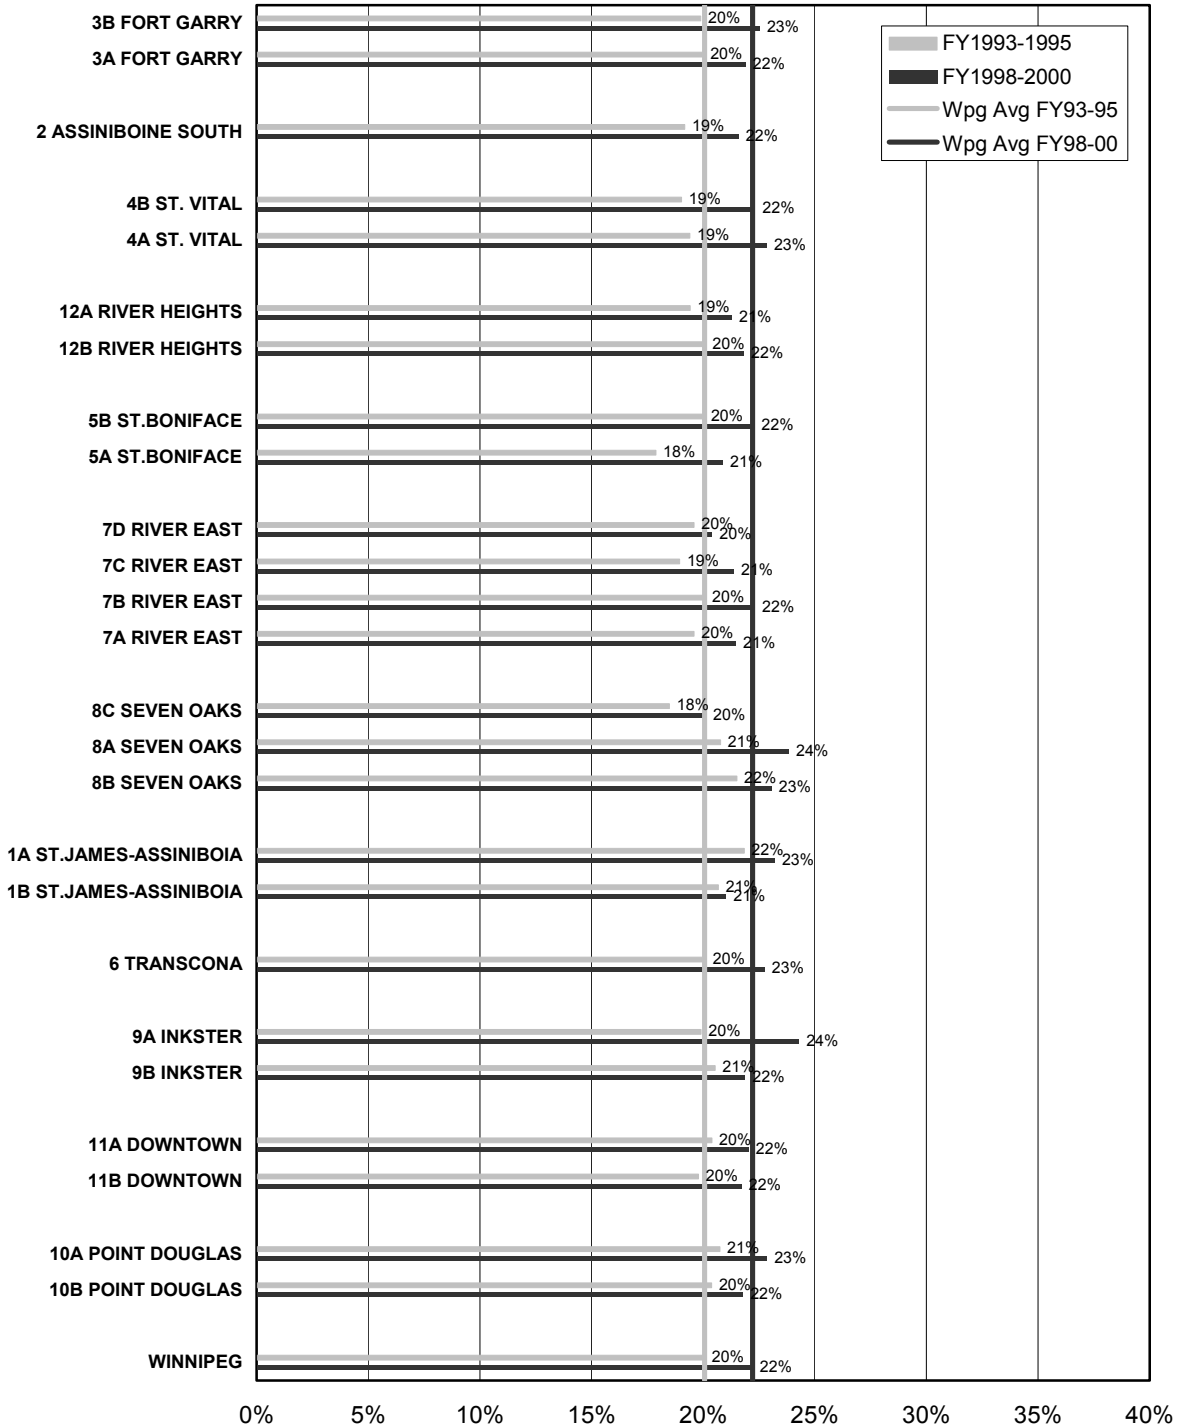 3B FORT GARRY 20% 23%
3A FORT GARRY 20% 22%
2 ASSINIBOINE SOUTH 19% 22%
4B ST. VITAL 19% 22%
4A ST. VITAL 19% 23%
12A RIVER HEIGHTS 19% 21%
12B RIVER HEIGHTS 20% 22%
5B ST.BONIFACE 20% 22%
5A ST.BONIFACE 18% 21%
7D RIVER EAST 20% 20%
7C RIVER EAST 19% 21%
7B RIVER EAST 20% 22%
7A RIVER EAST 20% 21%
8C SEVEN OAKS 18% 20%
8A SEVEN OAKS 21% 24%
8B SEVEN OAKS 22% 23%
1A ST.JAMES-ASSINIBOIA 22% 23%
1B ST.JAMES-ASSINIBOIA 21% 21%
6 TRANSCONA 20% 23%
9A INKSTER 20% 24%
9B INKSTER 21% 22%
11A DOWNTOWN 20% 22%
11B DOWNTOWN 20% 22%
10A POINT DOUGLAS 21% 23%
10B POINT DOUGLAS 20% 22%
WINNIPEG 20% 22%
FY1993-1995
FY1998-2000
Wpg Avg FY93-95
Wpg Avg FY98-00
0% 5% 10% 15% 20% 25% 30% 35% 40%